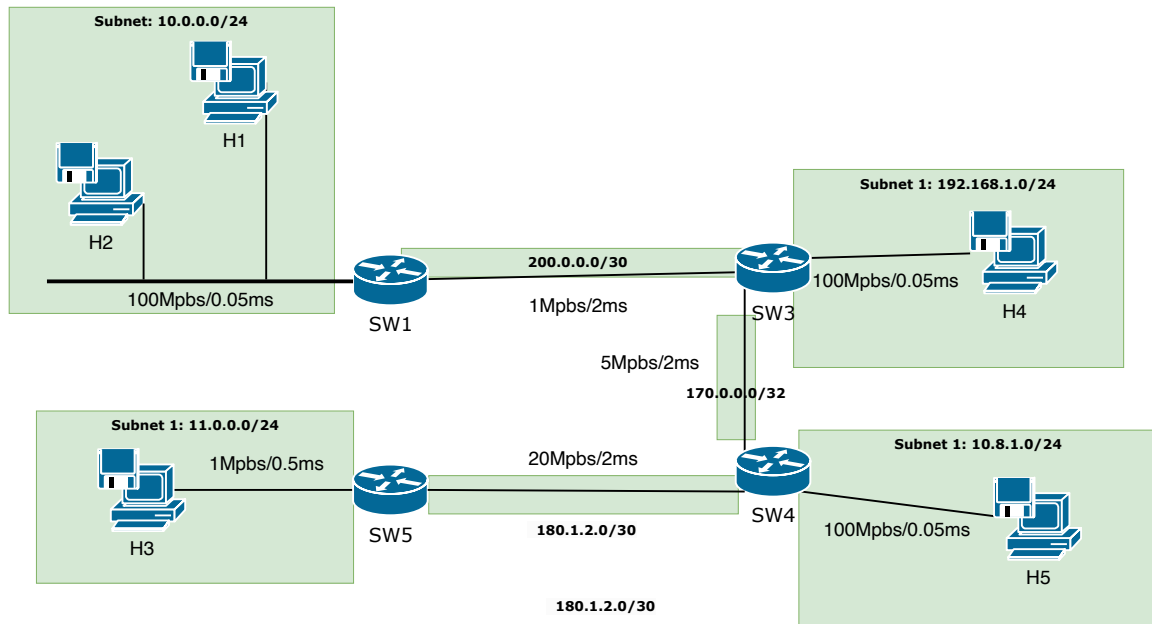 Subnet: 10.0.0.0/24
H1
H2
100Mpbs/0.05ms
SW1
200.0.0.0/30
1Mpbs/2ms
SW3
Subnet 1: 192.168.1.0/24
100Mpbs/0.05ms
H4
5Mpbs/2ms
170.0.0.0/32
Subnet 1: 11.0.0.0/24
1Mpbs/0.5ms
H3
SW5
20Mpbs/2ms
180.1.2.0/30
SW4
Subnet 1: 10.8.1.0/24
100Mpbs/0.05ms
H5
180.1.2.0/30